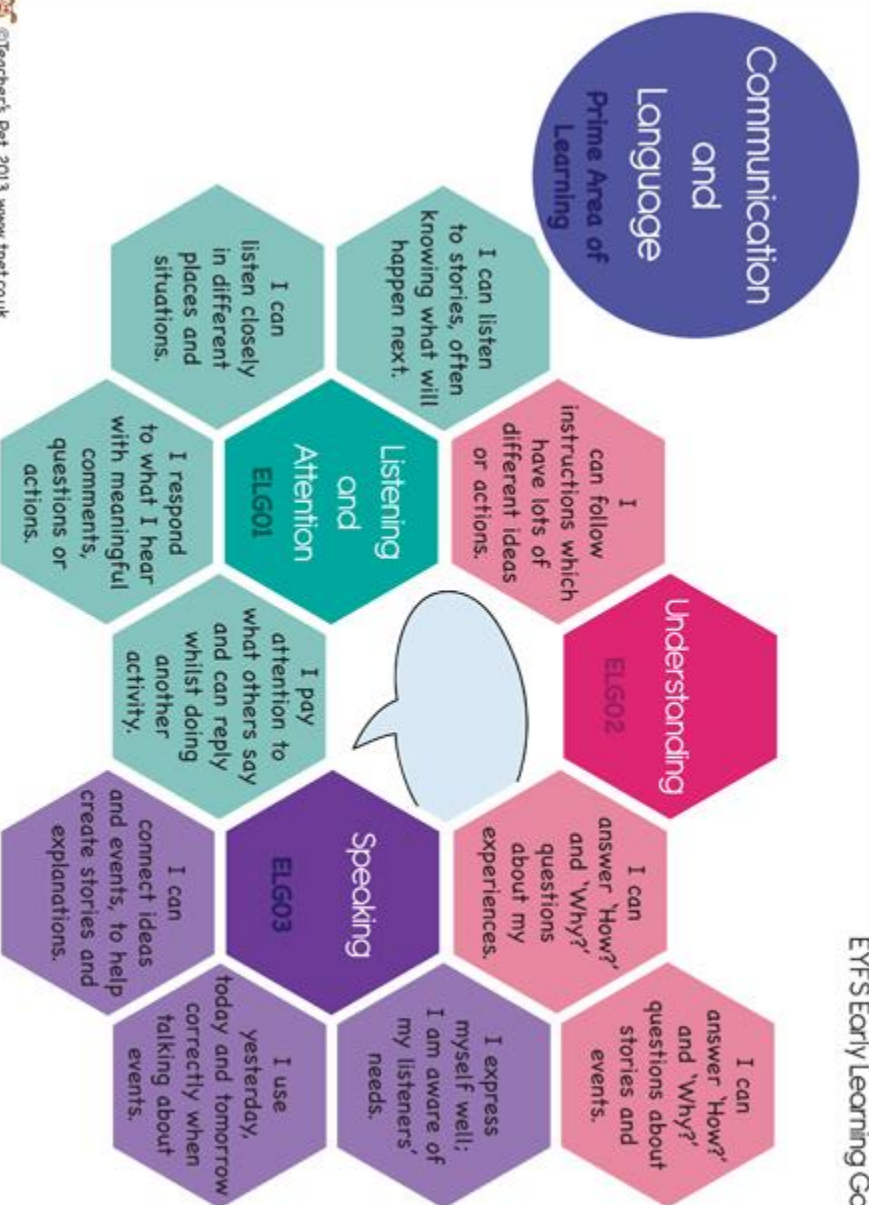 EYFS Early Learning Go
Communication
and
Language
Prime Area of
Learning
Understanding
ELG02
I
can follow
instructions which
have lots of
different ideas
or actions.
I can
answer ‘How?’
and ‘Why?’
questions
about my
experiences.
I can
answer ‘How?’
and ‘Why?’
questions about
stories and
events.
Listening
and
Attention
ELG01
I can listen
to stories, often
knowing what will
happen next.
I can
listen closely
in different
places and
situations.
I respond
to what I hear
with meaningful
comments,
questions or
actions.
I pay
attention to
what others say
and can reply
whilst doing
another
activity.
Speaking
ELG03
I express
myself well;
I am aware of
my listeners’
needs.
I can
connect ideas
and events, to help
create stories and
explanations.
I use
yesterday,
today and tomorrow
correctly when
talking about
events.
©Teacher's Pet 2013 www.tpet.co.uk